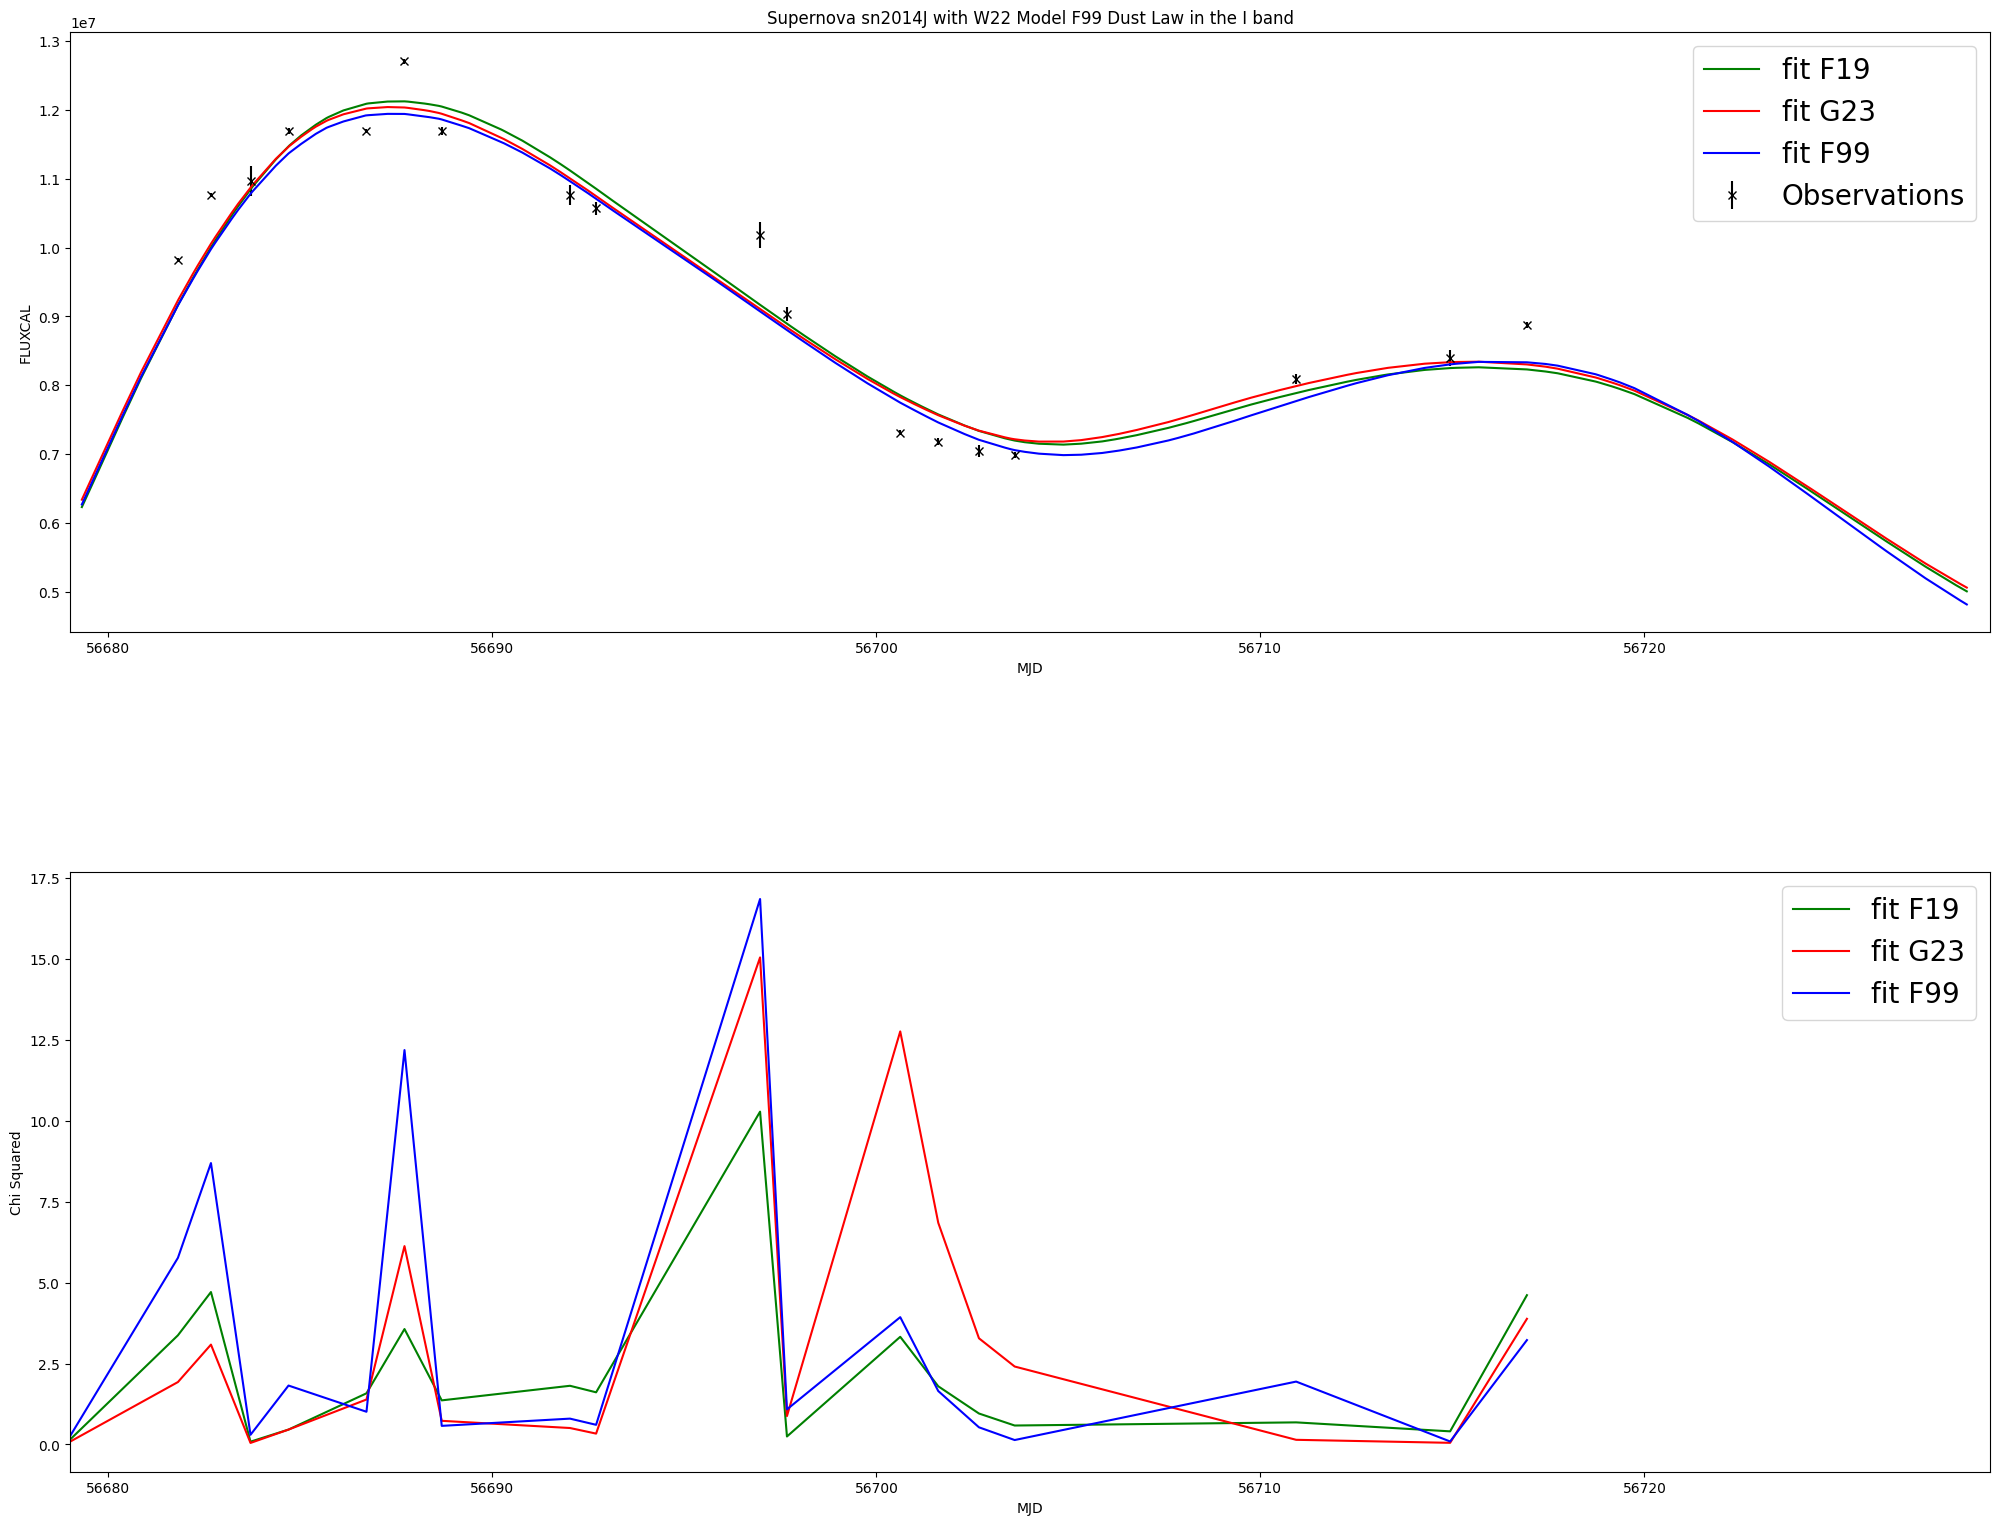 Supernova sn2014J with W22 Model F99 Dust Law in the I band
1e7
1.3
1.2
1.1
1.0
0.9
0.8
0.7
0.6
0.5
FLUXCAL
fit F19
fit G23
fit F99
Observations
56680 56690 56700 56710 56720
MJD
17.5
15.0
12.5
10.0
7.5
5.0
2.5
0.0
Chi Squared
fit F19
fit G23
fit F99
56680 56690 56700 56710 56720
MJD